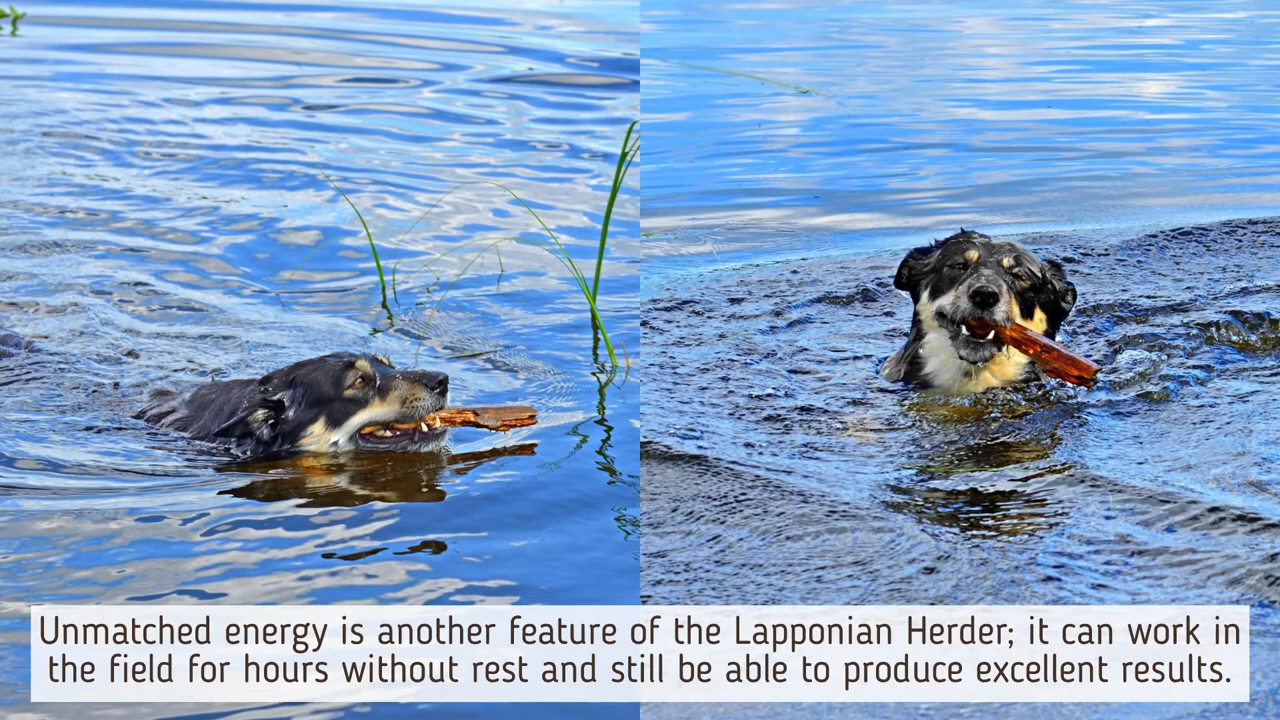 Unmatched energy is another feature of the Lapponian Herder; it can work in
the field for hours without rest and still be able to produce excellent results.